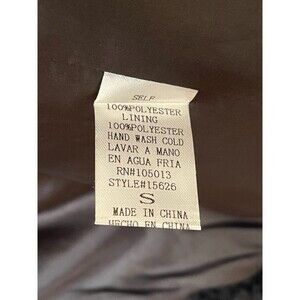 SELF
100%POLYESTER
LINING
100%POLYESTER
HAND WASH COLD
LAVAR A MANO
EN AGUA FRIA
RN#105013
STYLE#15626
S
MADE IN CHINA
HECHO EN CHINA